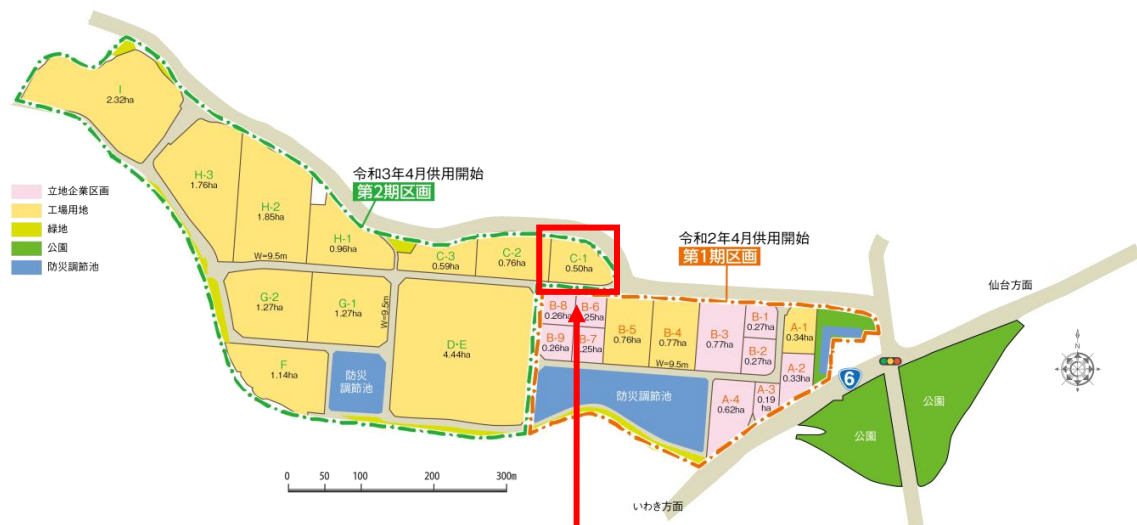 I
2.32ha
H-3
1.76ha
H-2
1.85ha
H-1
0.96ha
W=9.5m
令和3年4月供用開始
第2期区画
立地企業区画
工場用地
緑地
公園
防災調節池
C-3
0.59ha
C-2
0.76ha
C-1
0.50ha
令和2年4月供用開始
第1期区画
仙台方面
G-2
1.27ha
G-1
1.27ha
W=9.5m
D・E
4.44ha
F
1.14ha
防災
調節池
B-8
0.26ha
B-6
.25ha
B-9
0.26ha
B-7
.25ha
B-5
0.76ha
B-4
0.77ha
B-3
0.77ha
B-1
0.27ha
B-2
0.27ha
W=9.5m
A-1
0.34ha
A-2
0.33ha
A-3
0.19
ha
A-4
0.62ha
防災調節池
6
N
公園
公園
いわき方面
0 50 100 200 300m